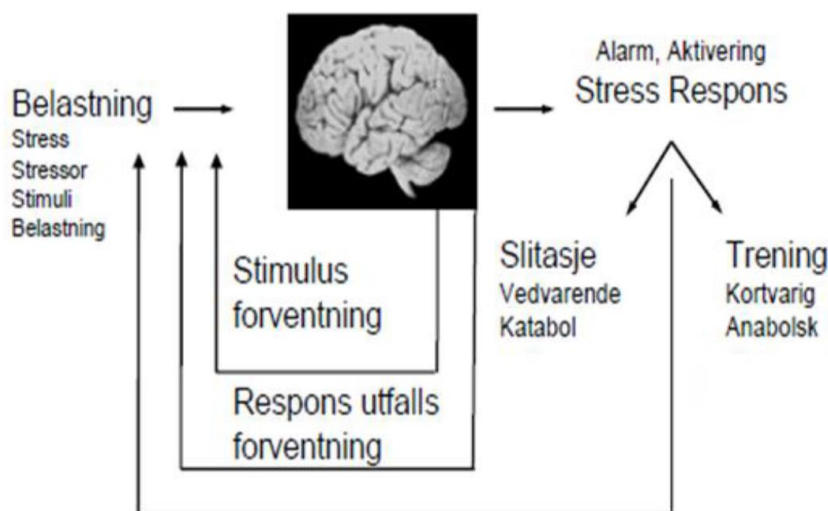 Belastning
Stress
Stressor
Stimuli
Belastning
Alarm, Aktivering
Stress Respons
Stimulus
forventning
Respons utfalls
forventning
Slitasje
Vedvarende
Katabol
Trening
Kortvarig
Anabolsk